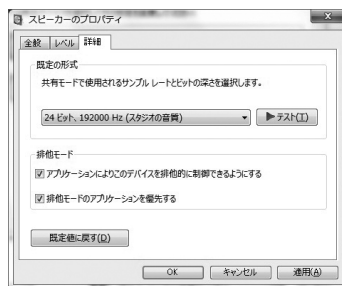 スピーカーのプロパティ
全般 レベル 詳細
既定の形式
共有モードで使用されるサンプル レートとビットの深さを選択します。
24 ビット、192000 Hz (スタジオの音質) ▶テスト(T)
排他モード
アプリケーションによりこのデバイスを排他的に制御できるようにする
排他モードのアプリケーションを優先する
既定値に戻す(D)
OK キャンセル 適用(A)